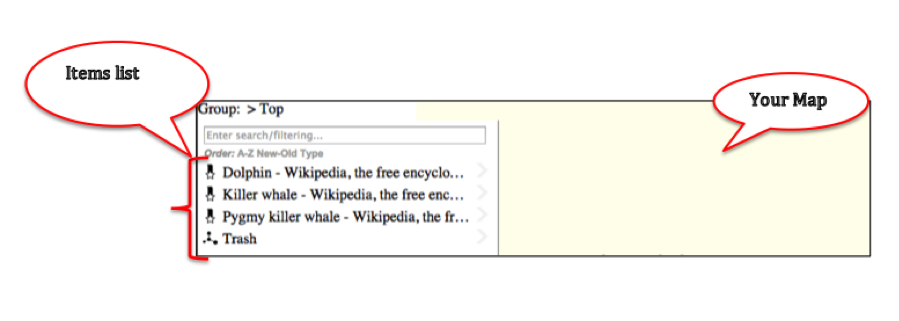 Items list
Your Map
Group: > Top
Enter search/filtering...
Order: A-Z New-Old Type
Dolphin - Wikipedia, the free encyclo...
Killer whale - Wikipedia, the free enc...
Pygmy killer whale - Wikipedia, the fr...
Trash